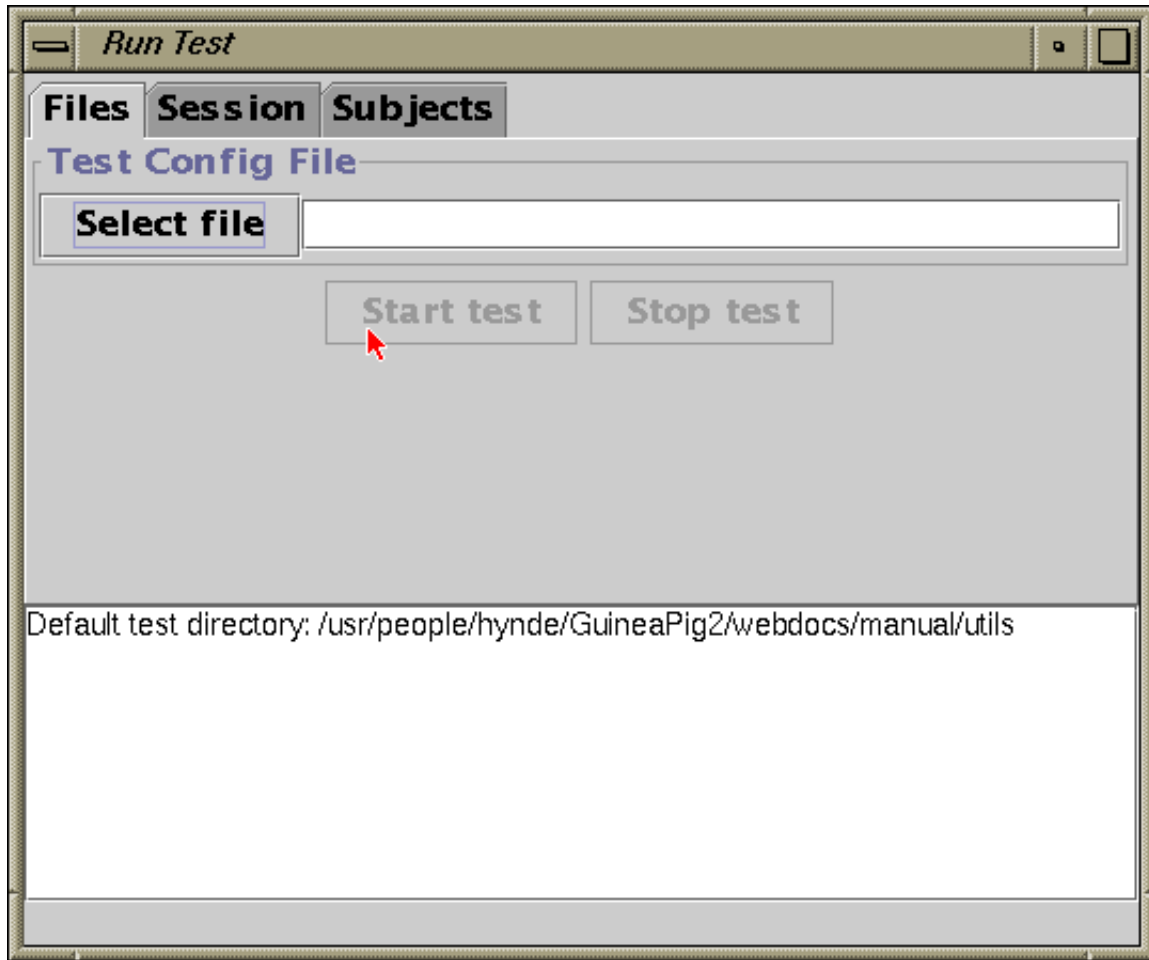 Run Test
Files Session Subjects
Test Config File
Select file
Start test Stop test
Default test directory: /usr/people/hynde/GuineaPig2/webdocs/manual/utils